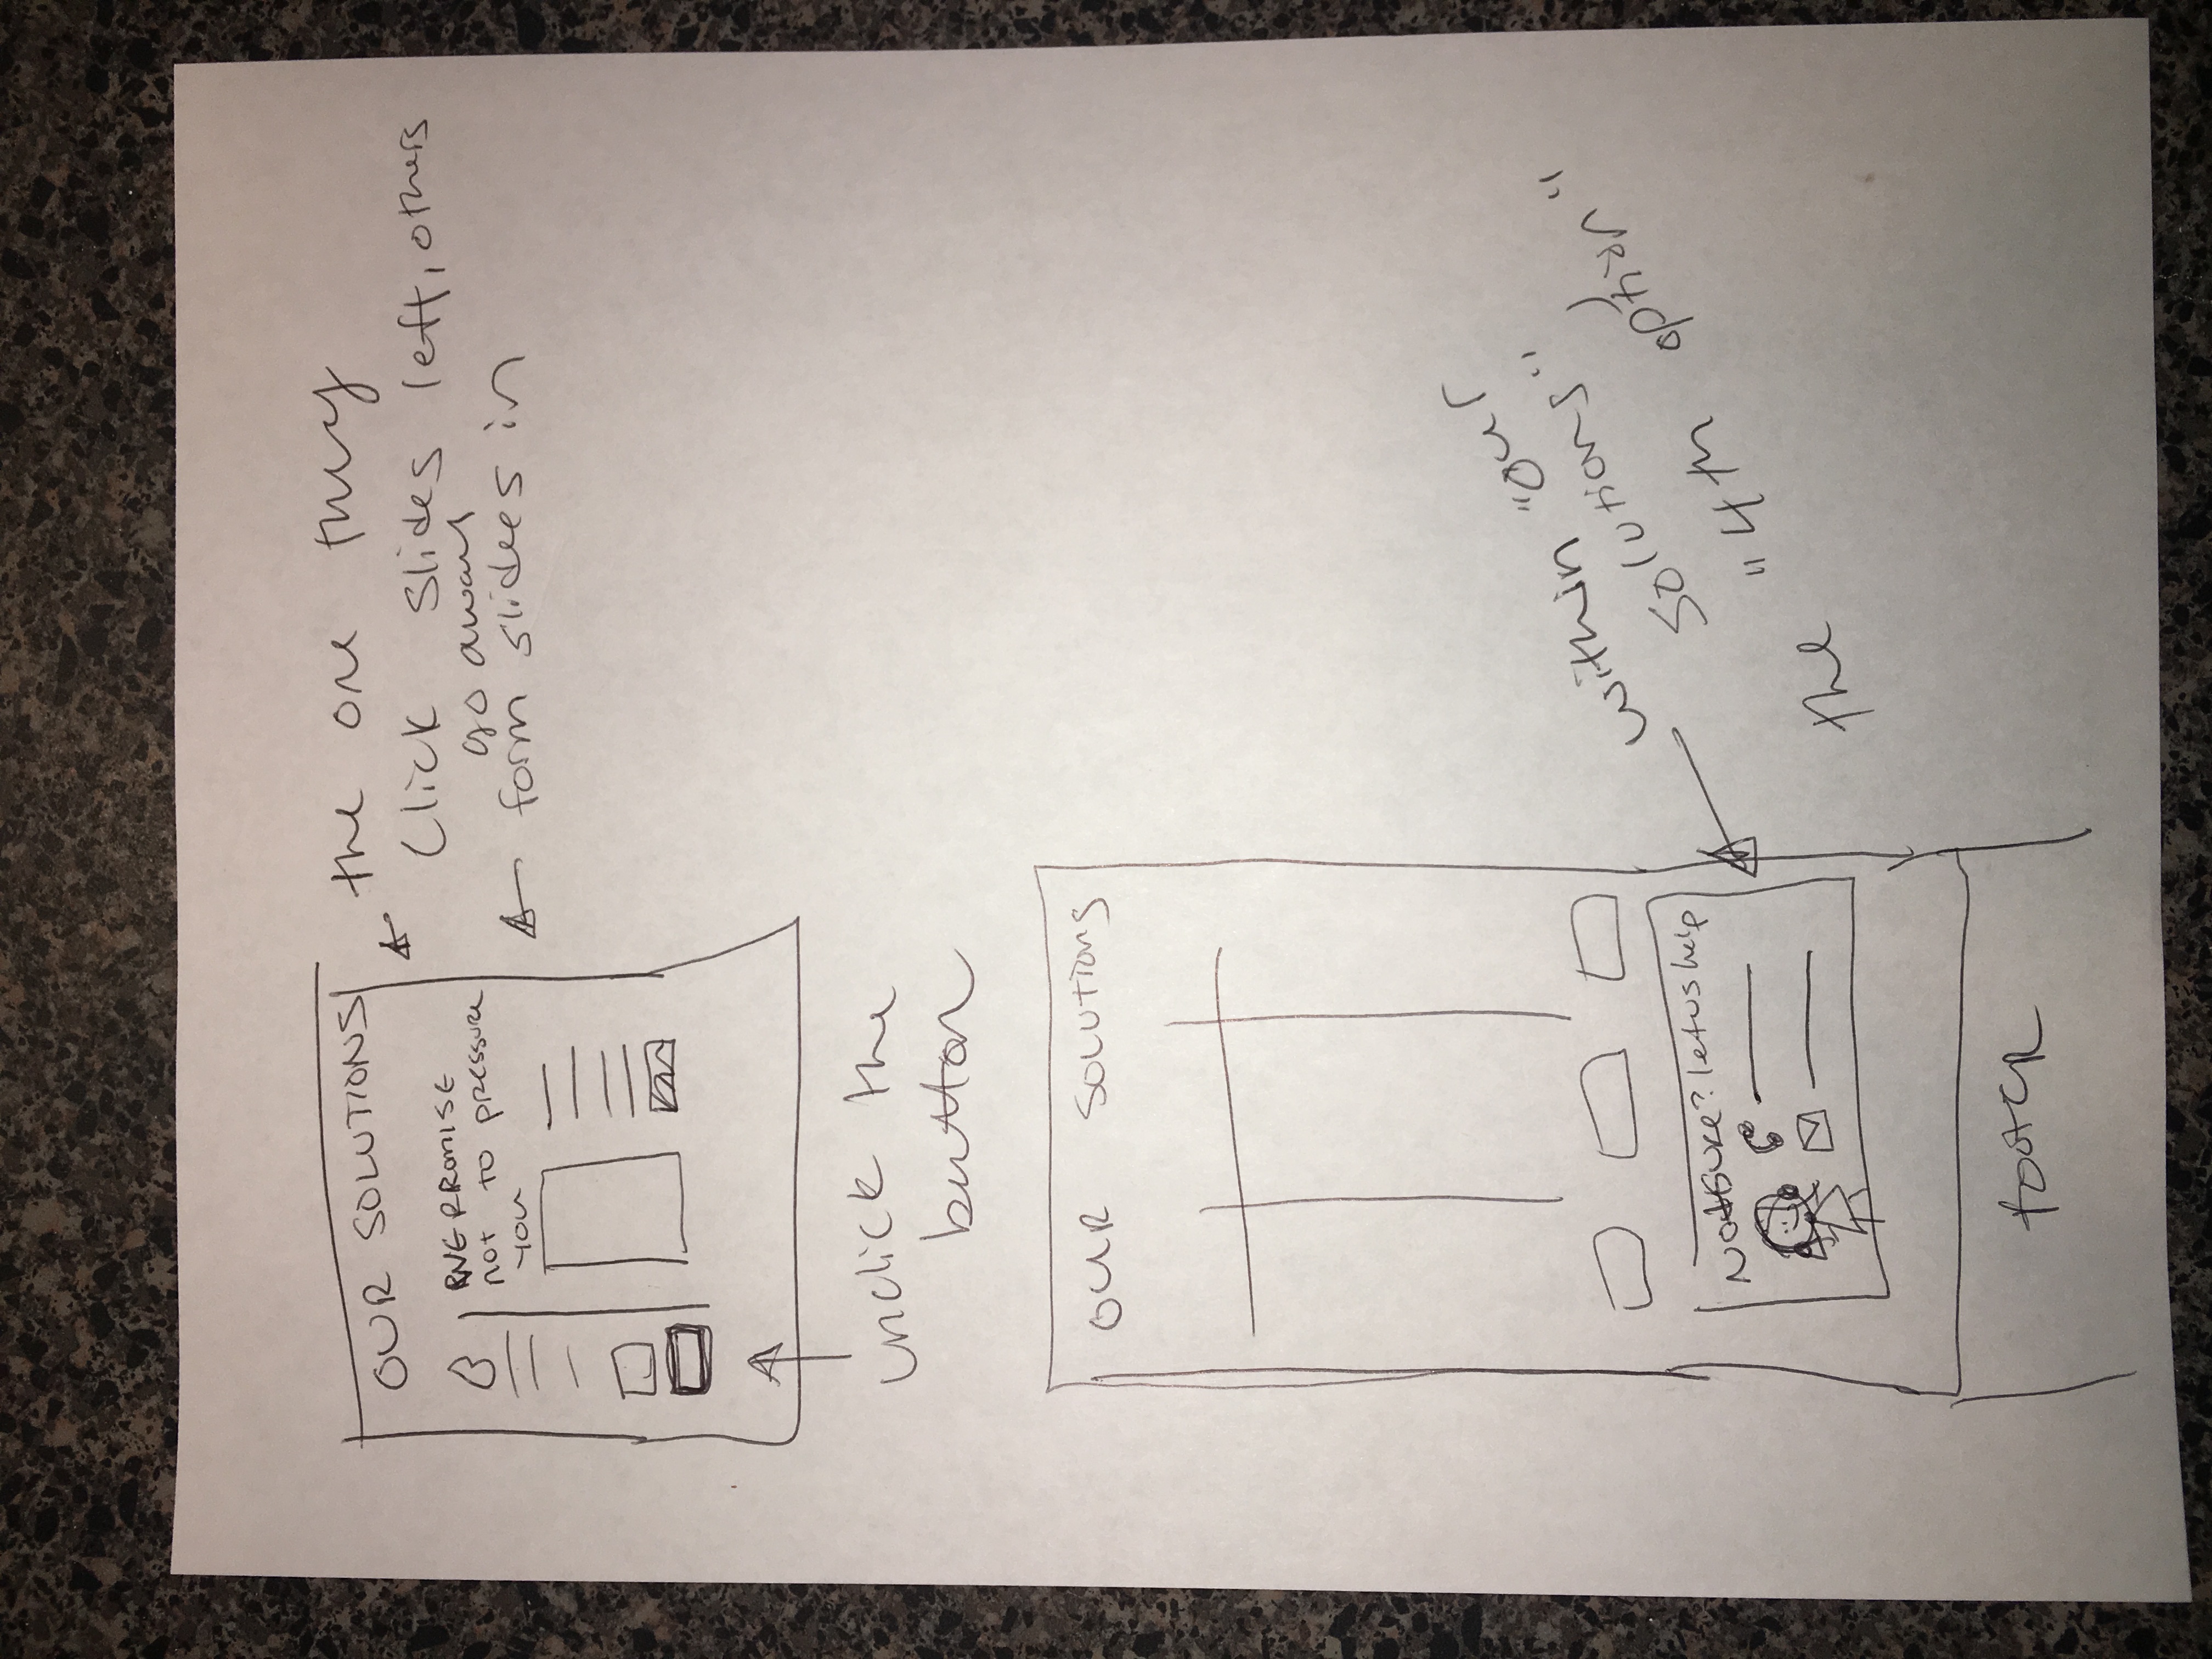 OUR SOLUTIONS
WE PROMISE
not to pressure
you
the one they
click slides left, others
go away
form slides in
unclick the
button
OUR SOLUTIONS
Not sure? let us help
within "our
solutions"
the "4th option"
FOOTER